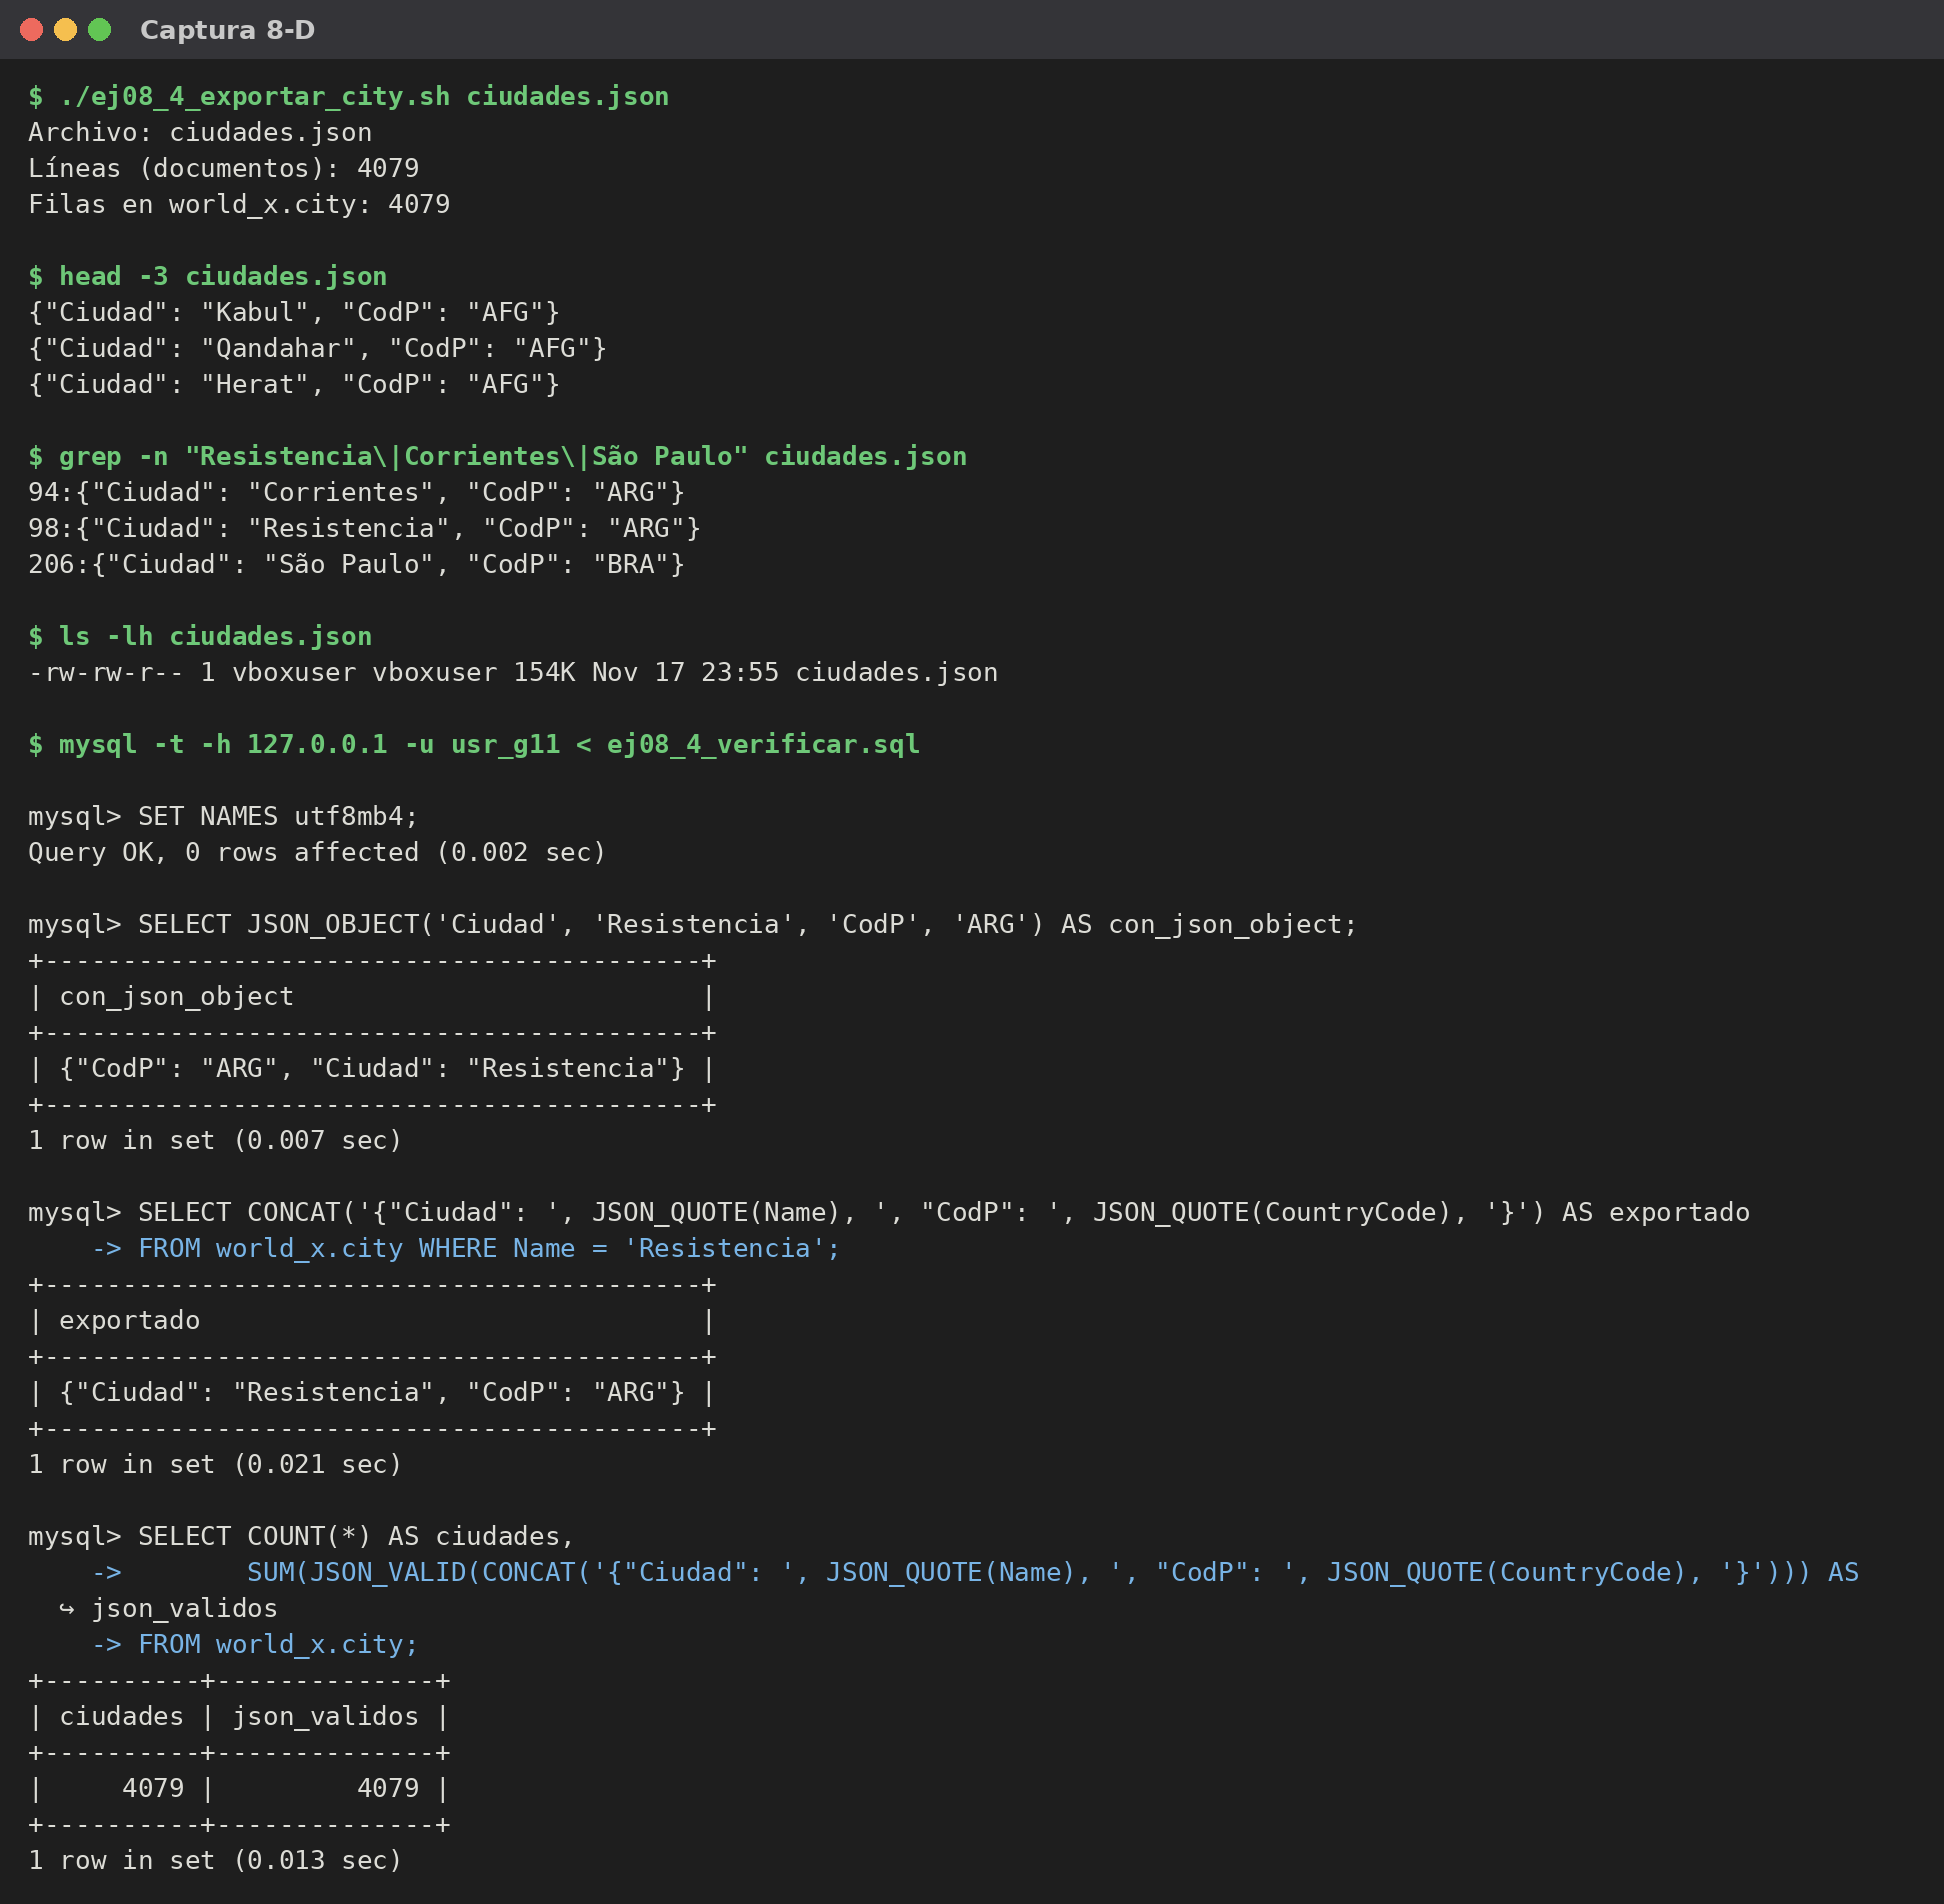 Captura 8-D
$ ./ej08_4_exportar_city.sh ciudades.json
Archivo: ciudades.json
Líneas (documentos): 4079
Filas en world_x.city: 4079
$ head -3 ciudades.json
{"Ciudad": "Kabul", "CodP": "AFG"}
{"Ciudad": "Qandahar", "CodP": "AFG"}
{"Ciudad": "Herat", "CodP": "AFG"}
$ grep -n "Resistencia\|Corrientes\|São Paulo" ciudades.json
94:{"Ciudad": "Corrientes", "CodP": "ARG"}
98:{"Ciudad": "Resistencia", "CodP": "ARG"}
206:{"Ciudad": "São Paulo", "CodP": "BRA"}
$ ls -lh ciudades.json
-rw-rw-r-- 1 vboxuser vboxuser 154K Nov 17 23:55 ciudades.json
$ mysql -t -h 127.0.0.1 -u usr_g11 < ej08_4_verificar.sql
mysql> SET NAMES utf8mb4;
Query OK, 0 rows affected (0.002 sec)
mysql> SELECT JSON_OBJECT('Ciudad', 'Resistencia', 'CodP', 'ARG') AS con_json_object;
+------------------------------------------+
| con_json_object                          |
+------------------------------------------+
| {"CodP": "ARG", "Ciudad": "Resistencia"} |
+------------------------------------------+
1 row in set (0.007 sec)
mysql> SELECT CONCAT('{"Ciudad": ', JSON_QUOTE(Name), ', "CodP": ', JSON_QUOTE(CountryCode), '}') AS exportado
    -> FROM world_x.city WHERE Name = 'Resistencia';
+------------------------------------------+
| exportado                                |
+------------------------------------------+
| {"Ciudad": "Resistencia", "CodP": "ARG"} |
+------------------------------------------+
1 row in set (0.021 sec)
mysql> SELECT COUNT(*) AS ciudades,
    ->        SUM(JSON_VALID(CONCAT('{"Ciudad": ', JSON_QUOTE(Name), ', "CodP": ', JSON_QUOTE(CountryCode), '}'))) AS
  ↪ json_validos
    -> FROM world_x.city;
+----------+--------------+
| ciudades | json_validos |
+----------+--------------+
|     4079 |         4079 |
+----------+--------------+
1 row in set (0.013 sec)